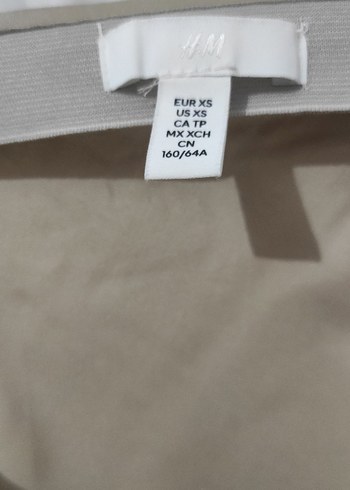 H&M
EUR XS
US XS
CA TP
MX XCH
CN
160/64A